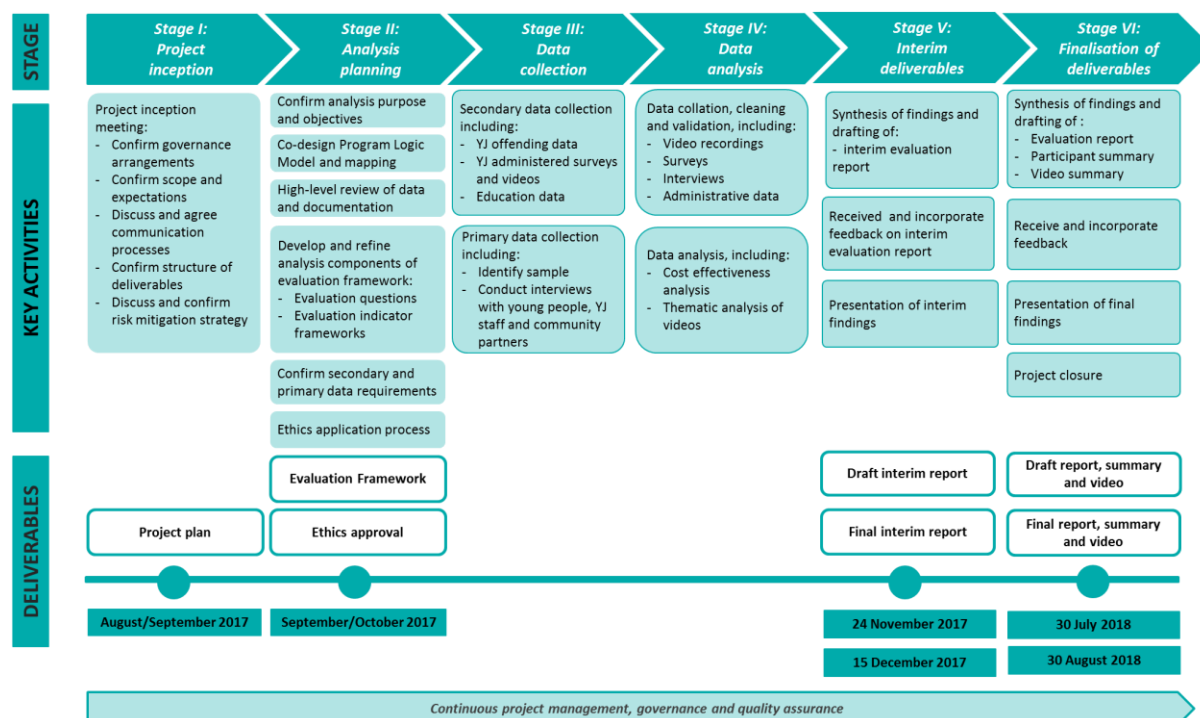 STAGE
Stage I:
Project
inception
Stage II:
Analysis
planning
Stage III:
Data
collection
Stage IV:
Data
analysis
Stage V:
Interim
deliverables
Stage VI:
Finalisation of
deliverables
KEY ACTIVITIES
Project inception
meeting:
- Confirm governance
arrangements
- Confirm scope and
expectations
- Discuss and agree
communication
processes
- Confirm structure of
deliverables
- Discuss and confirm
risk mitigation strategy
Confirm analysis purpose
and objectives
Co-design Program Logic
Model and mapping
High-level review of data
and documentation
Develop and refine
analysis components of
evaluation framework:
- Evaluation questions
- Evaluation indicator
frameworks
Confirm secondary and
primary data requirements
Ethics application process
Secondary data collection
including:
- YJ offending data
- YJ administered surveys
and videos
- Education data
Primary data collection
including:
- Identify sample
- Conduct interviews
with young people, YJ
staff and community
partners
Data collation, cleaning
and validation, including:
- Video recordings
- Surveys
- Interviews
- Administrative data
Data analysis, including:
- Cost effectiveness
analysis
- Thematic analysis of
videos
Synthesis of findings and
drafting of:
- interim evaluation
report
Received and incorporate
feedback on interim
evaluation report
Presentation of interim
findings
Synthesis of findings and
drafting of :
- Evaluation report
- Participant summary
- Video summary
Receive and incorporate
feedback
Presentation of final
findings
Project closure
DELIVERABLES
Project plan
Evaluation Framework
Ethics approval
Draft interim report
Final interim report
Draft report, summary
and video
Final report, summary
and video
August/September 2017
September/October 2017
24 November 2017
15 December 2017
30 July 2018
30 August 2018
Continuous project management, governance and quality assurance